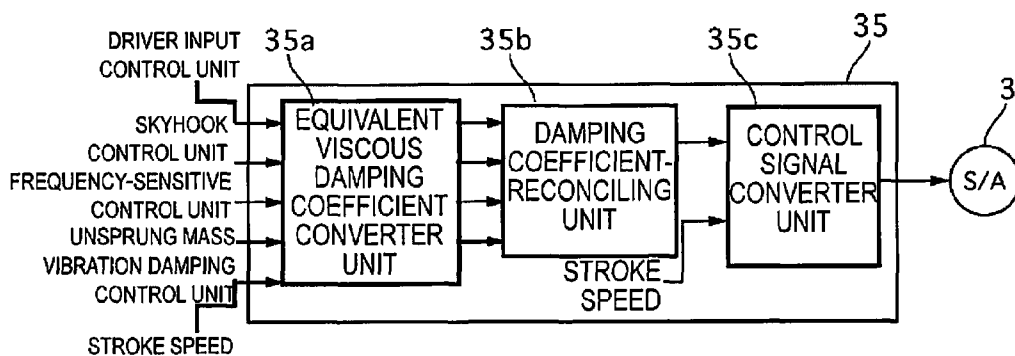 DRIVER INPUT
CONTROL UNIT
SKYHOOK
CONTROL UNIT
FREQUENCY-SENSITIVE
CONTROL UNIT
UNSPRUNG MASS
VIBRATION DAMPING
CONTROL UNIT
STROKE SPEED
35a
EQUIVALENT
VISCOUS
DAMPING
COEFFICIENT
CONVERTER
UNIT
35b
DAMPING
COEFFICIENT-
RECONCILING
UNIT
STROKE
SPEED
35c
CONTROL
SIGNAL
CONVERTER
UNIT
35
3
S/A